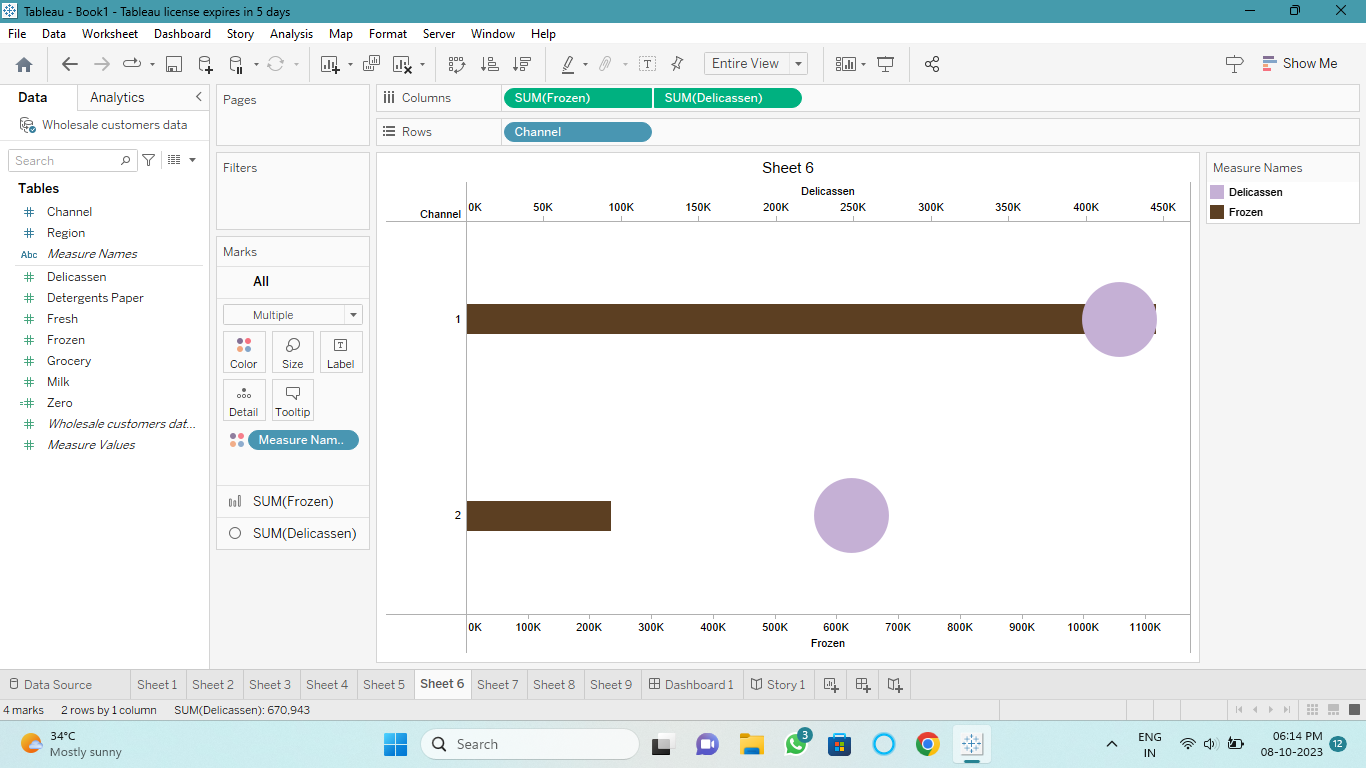 Tableau - Book1 - Tableau license expires in 5 days
File Data Worksheet Dashboard Story Analysis Map Format Server Window Help
Entire View
Show Me
Data Analytics
Wholesale customers data
Search
Tables
Channel
Region
Abc Measure Names
Delicassen
Detergents Paper
Fresh
Frozen
Grocery
Milk
Zero
Wholesale customers dat...
Measure Values
Pages
Filters
Marks
All
Multiple
Color Size Label
Detail Tooltip
Measure Nam..
SUM(Frozen)
SUM(Delicassen)
Columns SUM(Frozen) SUM(Delicassen)
Rows Channel
Sheet 6
Delicassen
Channel 0K 50K 100K 150K 200K 250K 300K 350K 400K 450K
1
2
0K 100K 200K 300K 400K 500K 600K 700K 800K 900K 1000K 1100K
Frozen
Measure Names
Delicassen
Frozen
Data Source Sheet 1 Sheet 2 Sheet 3 Sheet 4 Sheet 5 Sheet 6 Sheet 7 Sheet 8 Sheet 9 Dashboard 1 Story 1
4 marks 2 rows by 1 column SUM(Delicassen): 670,943
34°C
Mostly sunny
Search
3
ENG
IN
06:14 PM
08-10-2023
12